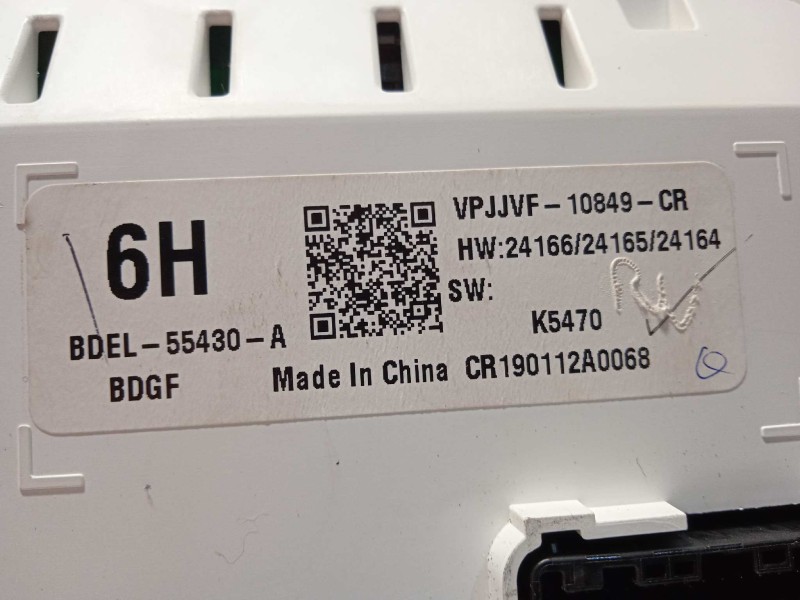 6H
BDEL-55430-A
BDGF
VPJJVF-10849-CR
HW:24166/24165/24164
SW:
K5470
Made In China CR190112A0068